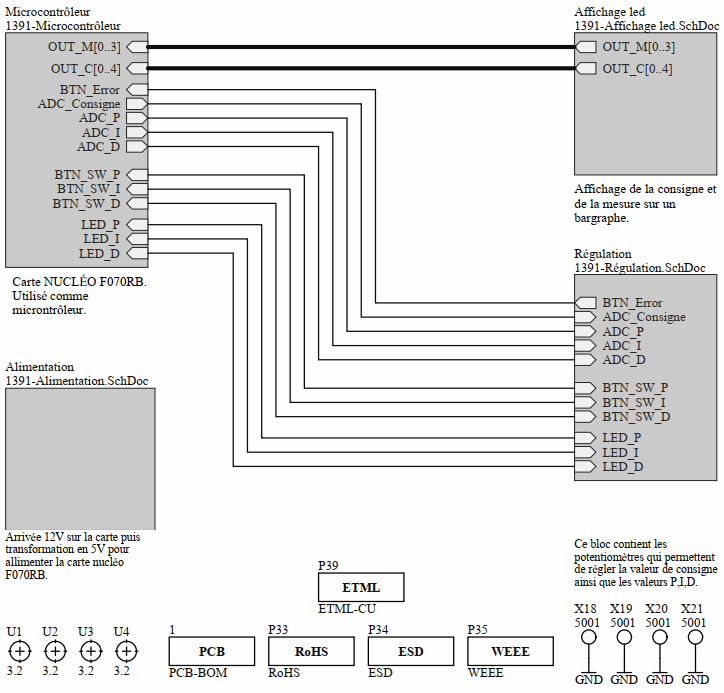 Microcontrôleur
1391-Microcontrôleur
OUT_M[0..3]
OUT_C[0..4]
BTN_Error
ADC_Consigne
ADC_P
ADC_I
ADC_D
BTN_SW_P
BTN_SW_I
BTN_SW_D
LED_P
LED_I
LED_D
Carte NUCLÉO F070RB.
Utilisé comme
microntrôleur.
Affichage led
1391-Affichage led.SchDoc
OUT_M[0..3]
OUT_C[0..4]
Affichage de la consigne et
de la mesure sur un
bargraphe.
Régulation
1391-Régulation.SchDoc
BTN_Error
ADC_Consigne
ADC_P
ADC_I
ADC_D
BTN_SW_P
BTN_SW_I
BTN_SW_D
LED_P
LED_I
LED_D
Ce bloc contient les
potentiomètres qui permettent
de régler la valeur de consigne
ainsi que les valeurs P,I,D.
Alimentation
1391-Alimentation.SchDoc
Arrivée 12V sur la carte puis
transformation en 5V pour
allimenter la carte nucléo
F070RB.
P39
ETML
ETML-CU
U1
3.2
U2
3.2
U3
3.2
U4
3.2
1
PCB
PCB-BOM
P33
RoHS
RoHS
P34
ESD
ESD
P35
WEEE
WEEE
X18
5001
GND
X19
5001
GND
X20
5001
GND
X21
5001
GND